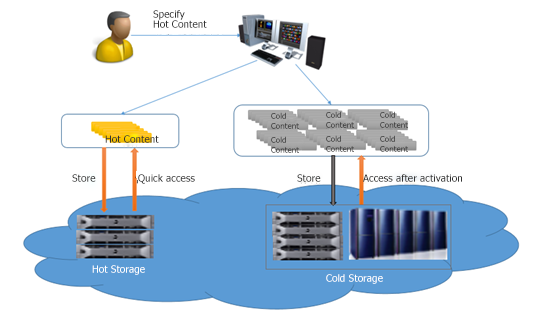 Specify
Hot Content
Hot Content
Cold
Content
Cold
Content
Cold
Content
Cold
Content
Cold
Content
Cold
Content
Store
Quick access
Store
Access after activation
Hot Storage
Cold Storage